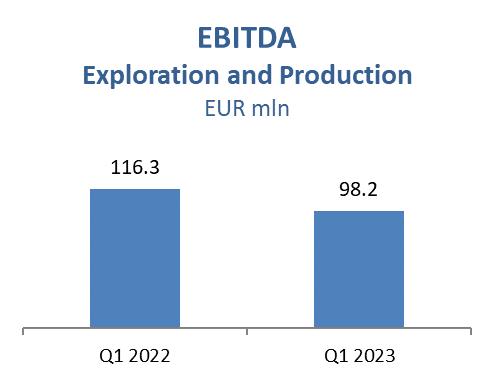 EBITDA
Exploration and Production
EUR mln
116.3
98.2
Q1 2022
Q1 2023